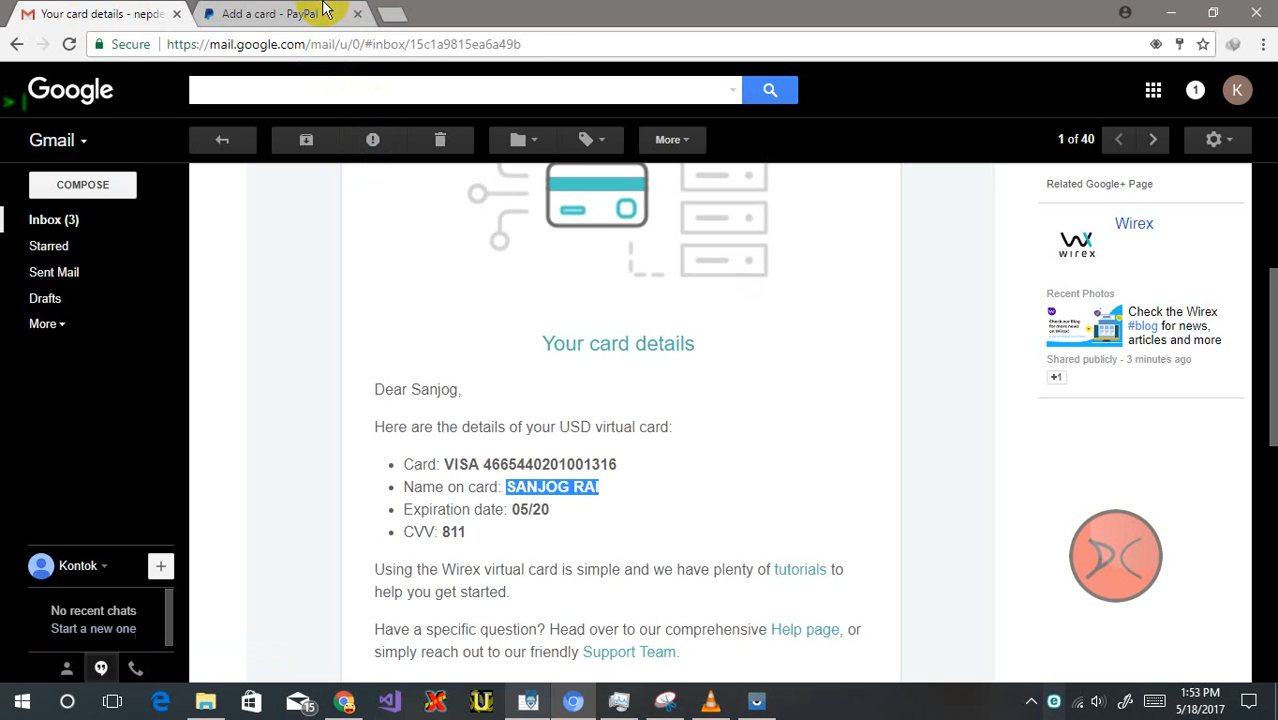 Your card details - nepde
Add a card - PayPal
Secure
https://mail.google.com/mail/u/0/#inbox/15c1a9815ea6a49b
Google
1
K
Gmail
More
1 of 40
COMPOSE
Inbox (3)
Starred
Sent Mail
Drafts
More
Related Google+ Page
Wirex
wirex
Recent Photos
Check the Wirex
#blog for news,
articles and more
Shared publicly - 3 minutes ago
+1
Your card details
Dear Sanjog,
Here are the details of your USD virtual card:
Card: VISA 4665440201001316
Name on card: SANJOG RAI
Expiration date: 05/20
CVV: 811
Using the Wirex virtual card is simple and we have plenty of tutorials to
help you get started.
Have a specific question? Head over to our comprehensive Help page, or
simply reach out to our friendly Support Team.
DC
Kontok
No recent chats
Start a new one
15
1:53 PM
5/18/2017